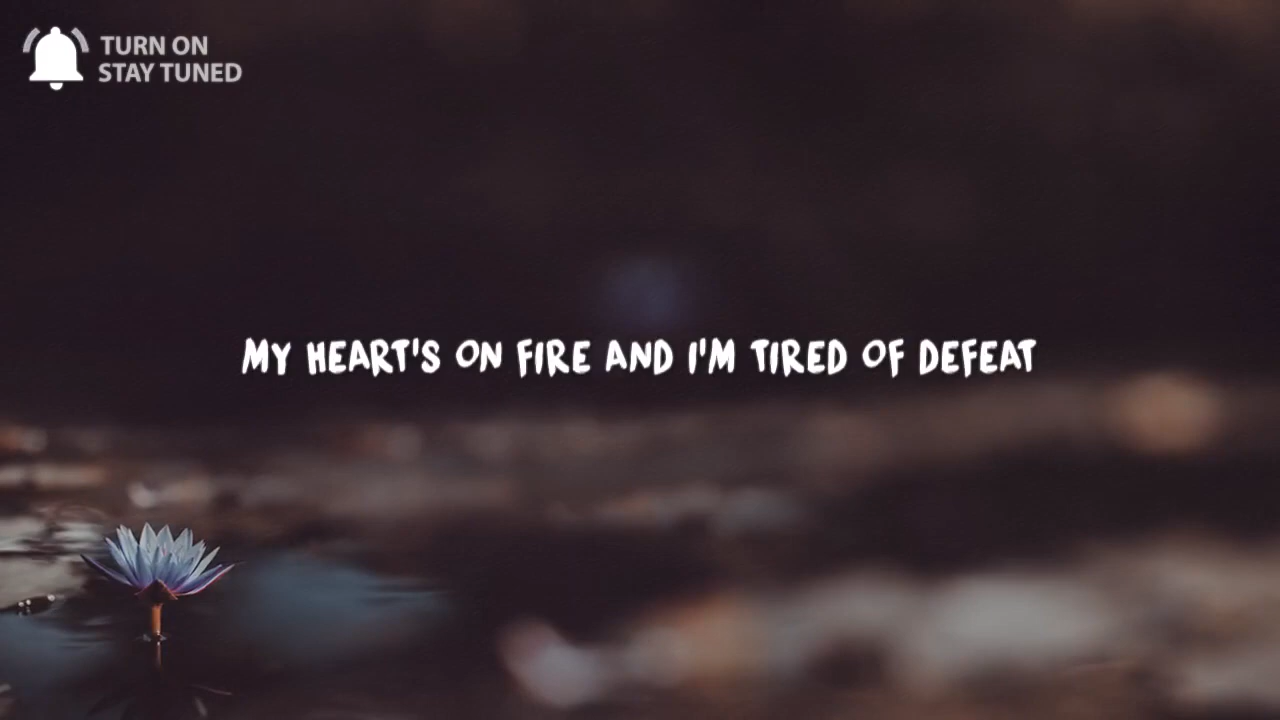 TURN ON
STAY TUNED
MY HEART'S ON FIRE AND I'M TIRED OF DEFEAT